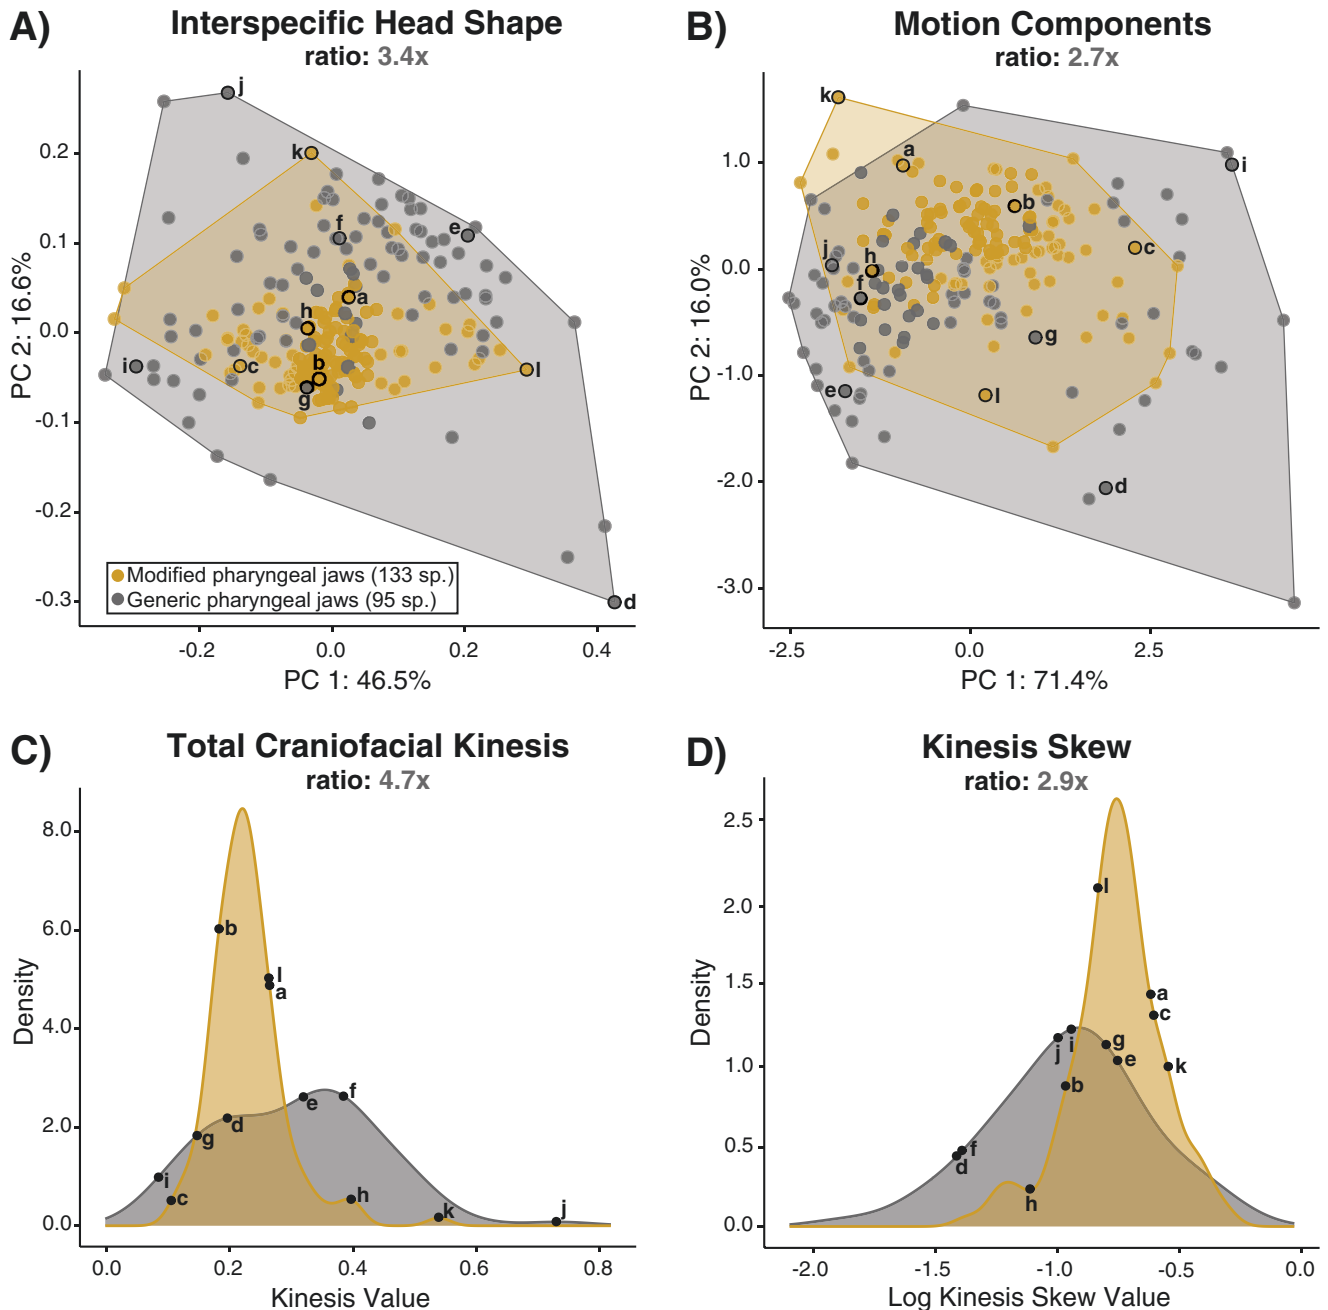 A)
Interspecific Head Shape
ratio: 3.4x
j
k
f
e
a
h
i
c
b
g
l
d
0.2
0.1
0.0
-0.1
-0.2
-0.3
PC 2: 16.6%
Modified pharyngeal jaws (133 sp.)
Generic pharyngeal jaws (95 sp.)
-0.2
0.0
0.2
0.4
PC 1: 46.5%
B)
Motion Components
ratio: 2.7x
k
a
i
b
c
j
h
f
g
e
l
d
1.0
0.0
-1.0
-2.0
-3.0
PC 2: 16.0%
-2.5
0.0
2.5
PC 1: 71.4%
C)
Total Craniofacial Kinesis
ratio: 4.7x
8.0
6.0
4.0
2.0
0.0
Density
b
l
a
e
f
d
g
i
c
h
k
j
0.0
0.2
0.4
0.6
0.8
Kinesis Value
D)
Kinesis Skew
ratio: 2.9x
2.5
2.0
1.5
1.0
0.5
0.0
Density
l
a
c
j
i
g
e
k
b
f
d
h
-2.0
-1.5
-1.0
-0.5
0.0
Log Kinesis Skew Value